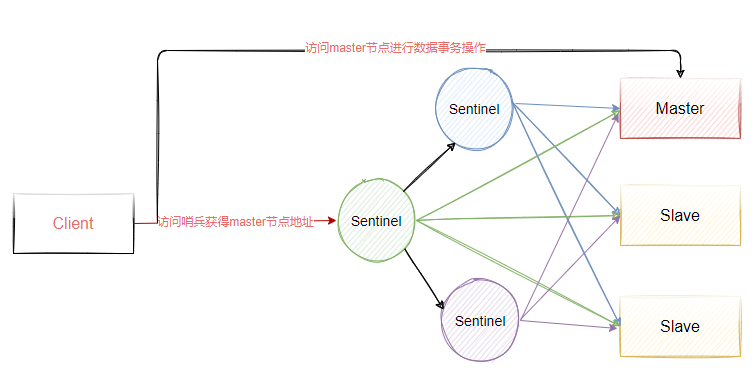 访问master节点进行数据事务操作
Sentinel
Master
Client
访问哨兵获得master节点地址
Sentinel
Slave
Sentinel
Slave